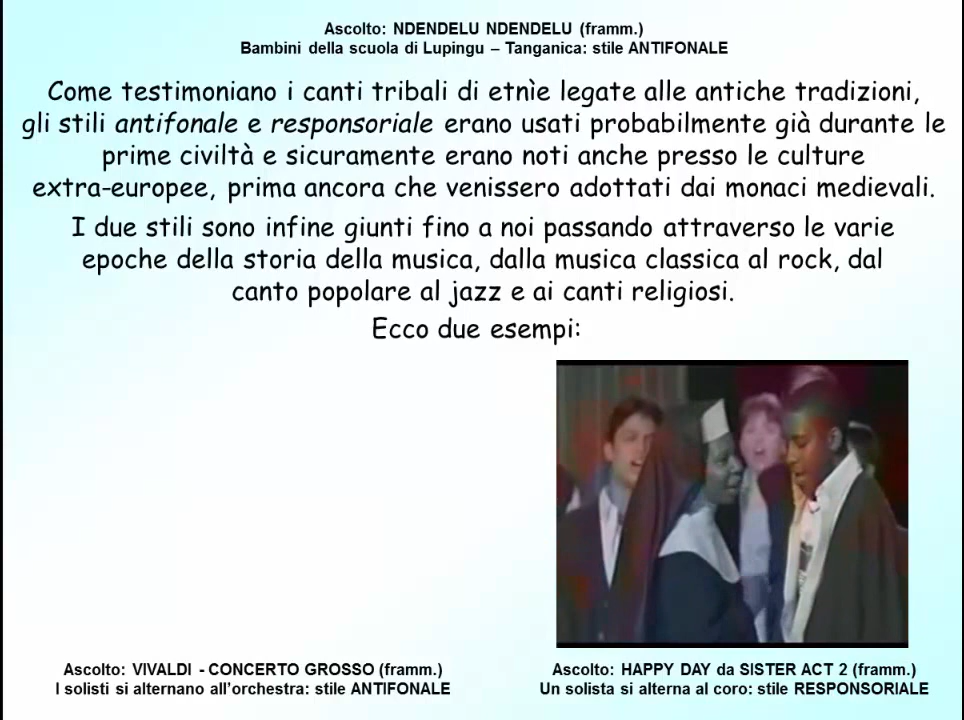 Ascolto: NDENDELU NDENDELU (framm.)
Bambini della scuola di Lupingu – Tanganica: stile ANTIFONALE
Come testimoniano i canti tribali di etnìe legate alle antiche tradizioni,
gli stili antifonale e responsoriale erano usati probabilmente già durante le
prime civiltà e sicuramente erano noti anche presso le culture
extra-europee, prima ancora che venissero adottati dai monaci medievali.
I due stili sono infine giunti fino a noi passando attraverso le varie
epoche della storia della musica, dalla musica classica al rock, dal
canto popolare al jazz e ai canti religiosi.
Ecco due esempi:
Ascolto: VIVALDI - CONCERTO GROSSO (framm.)
I solisti si alternano all'orchestra: stile ANTIFONALE
Ascolto: HAPPY DAY da SISTER ACT 2 (framm.)
Un solista si alterna al coro: stile RESPONSORIALE